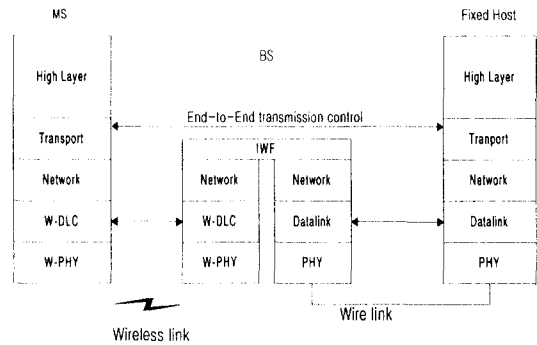 MS
BS
Fixed Host
High Layer
High Layer
End-to-End transmission control
Transport
IWF
Tranport
Network
Network
Network
Network
W-DLC
W-DLC
Datalink
Datalink
W-PHY
W-PHY
PHY
PHY
Wireless link
Wire link